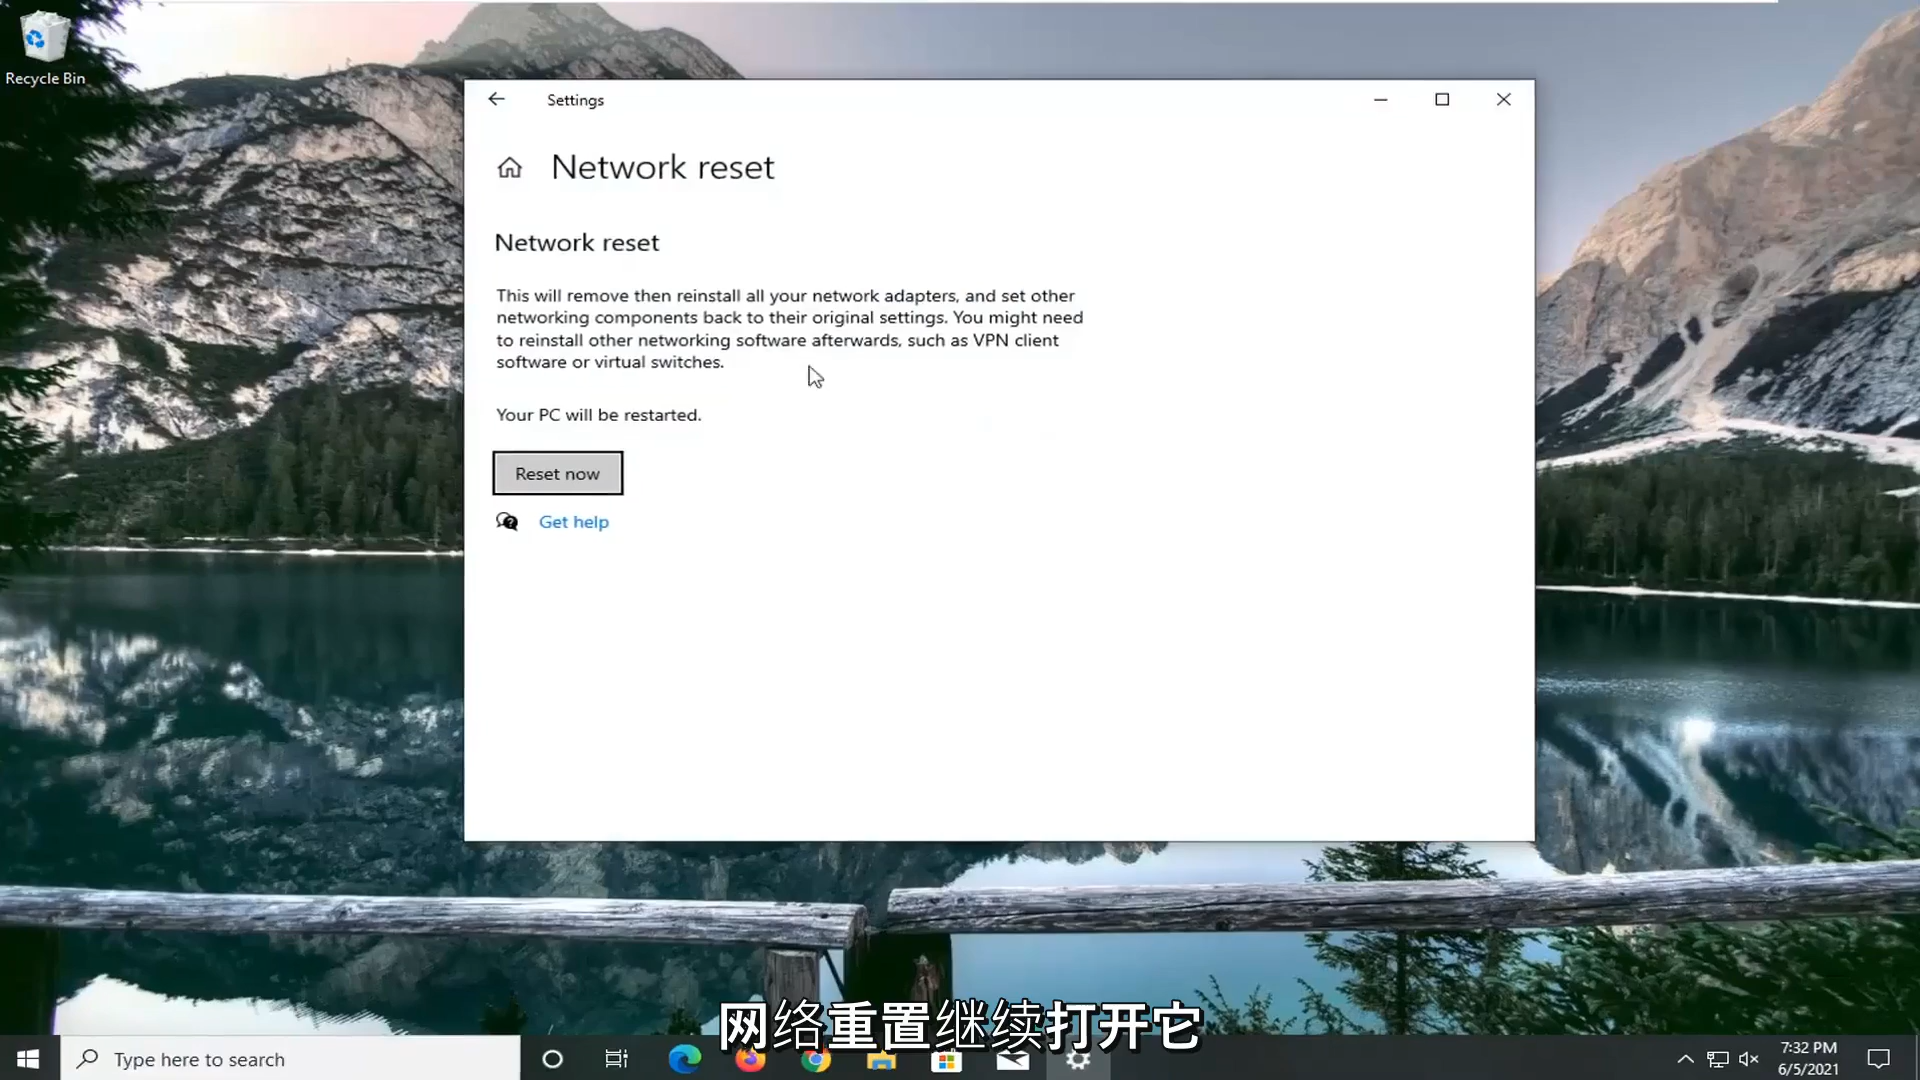 Recycle Bin
Settings
Network reset
Network reset
This will remove then reinstall all your network adapters, and set other
networking components back to their original settings. You might need
to reinstall other networking software afterwards, such as VPN client
software or virtual switches.
Your PC will be restarted.
Reset now
Get help
网络重置继续打开它
Type here to search
7:32 PM
6/5/2021